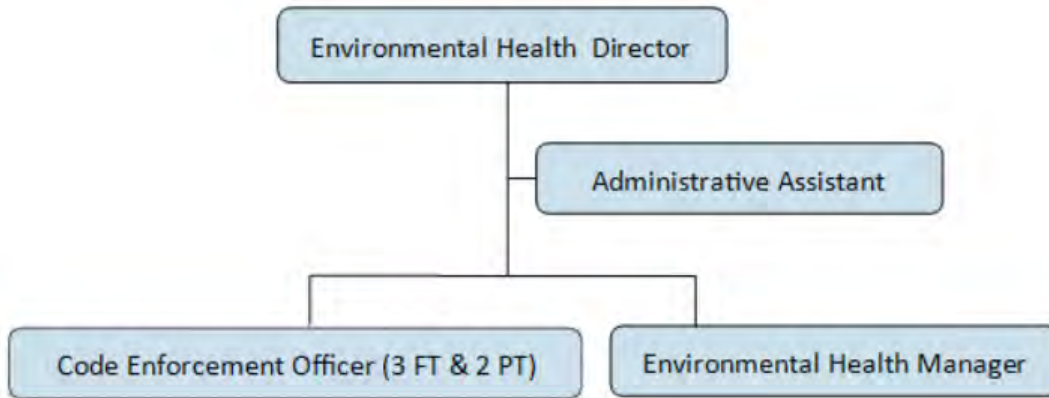 Environmental Health Director
Administrative Assistant
Code Enforcement Officer (3 FT & 2 PT)
Environmental Health Manager